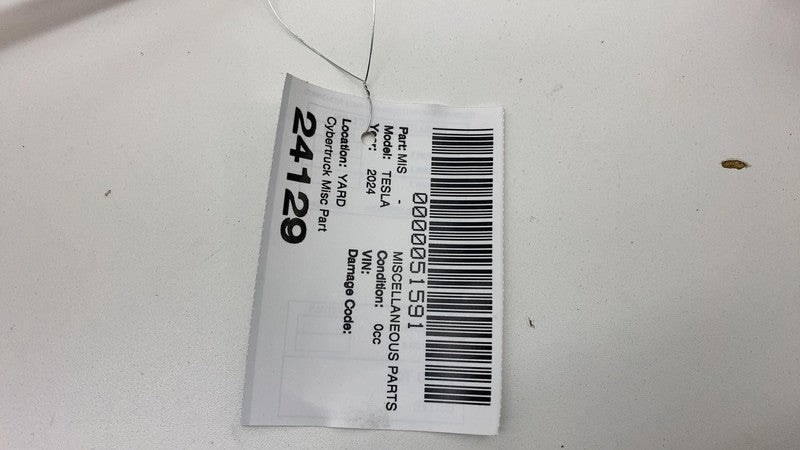 0000051591
Part: MIS - MISCELLANEOUS PARTS
Model: TESLA Condition: 0cc
Year: 2024 VIN:
Damage Code:
Location: YARD
Cybertruck Misc Part
24129